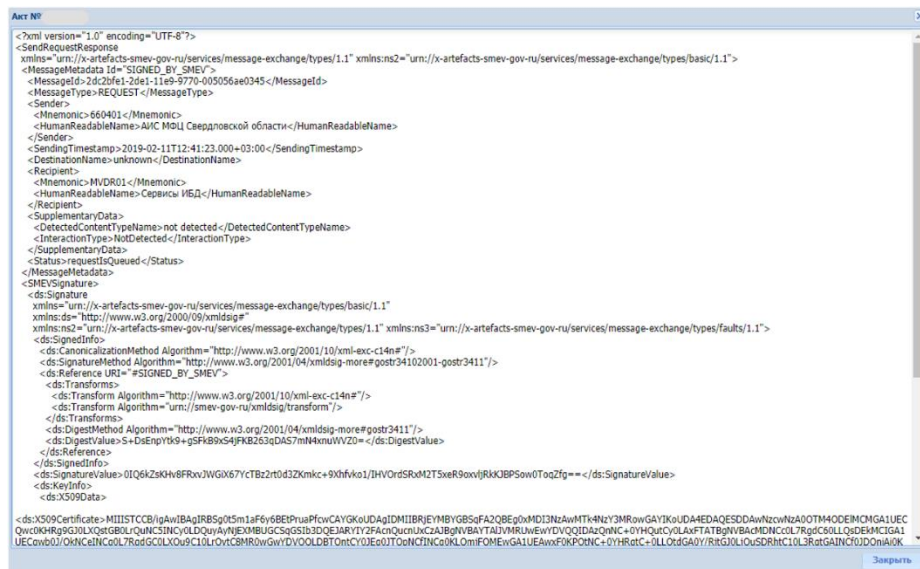 Акт №
<?xml version="1.0" encoding="UTF-8"?>
<SendRequestResponse
xmlns="urn://x-artefacts-smev-gov-ru/services/message-exchange/types/1.1" xmlns:ns2="urn://x-artefacts-smev-gov-ru/services/message-exchange/types/basic/1.1">
<MessageMetadata Id="SIGNED_BY_SMEV">
<MessageId>2dc2bfe1-2de1-11e9-9770-005056ae0345</MessageId>
<MessageType>REQUEST</MessageType>
<Sender>
<Mnemonic>660401</Mnemonic>
<HumanReadableName>АИС МФЦ Свердловской области</HumanReadableName>
</Sender>
<SendingTimestamp>2019-02-11T12:41:23.000+03:00</SendingTimestamp>
<DestinationName>unknown</DestinationName>
<Recipient>
<Mnemonic>MVDR01</Mnemonic>
<HumanReadableName>Сервисы ИБД</HumanReadableName>
</Recipient>
<SupplementaryData>
<DetectedContentTypeName>not detected</DetectedContentTypeName>
<InteractionType>NotDetected</InteractionType>
</SupplementaryData>
<Status>requestIsQueued</Status>
</MessageMetadata>
<SMEVSignature>
<ds:Signature
xmlns="urn://x-artefacts-smev-gov-ru/services/message-exchange/types/basic/1.1"
xmlns:ds="http://www.w3.org/2000/09/xmldsig#"
xmlns:ns2="urn://x-artefacts-smev-gov-ru/services/message-exchange/types/1.1" xmlns:ns3="urn://x-artefacts-smev-gov-ru/services/message-exchange/types/faults/1.1">
<ds:SignedInfo>
<ds:CanonicalizationMethod Algorithm="http://www.w3.org/2001/10/xml-exc-c14n#"/>
<ds:SignatureMethod Algorithm="http://www.w3.org/2001/04/xmldsig-more#gostr34102001-gostr3411"/>
<ds:Reference URI="#SIGNED_BY_SMEV">
<ds:Transforms>
<ds:Transform Algorithm="http://www.w3.org/2001/10/xml-exc-c14n#"/>
<ds:Transform Algorithm="urn://smev-gov-ru/xmldsig/transform"/>
</ds:Transforms>
<ds:DigestMethod Algorithm="http://www.w3.org/2001/04/xmldsig-more#gostr3411"/>
<ds:DigestValue>S+DsEnpYtk9+gSFkB9xS4jFKB263qDAS7mN4xnuWVZ0=</ds:DigestValue>
</ds:Reference>
</ds:SignedInfo>
<ds:SignatureValue>0IQ6kZsKHv8FRxvJWGiX67YcTBz2rt0d3ZKmkc+9Xhfvko1/IHVOrdSRxM2T5xeR9oxvljRkKJBPSow0ToqZfg==</ds:SignatureValue>
<ds:KeyInfo>
<ds:X509Data>
Закрыть